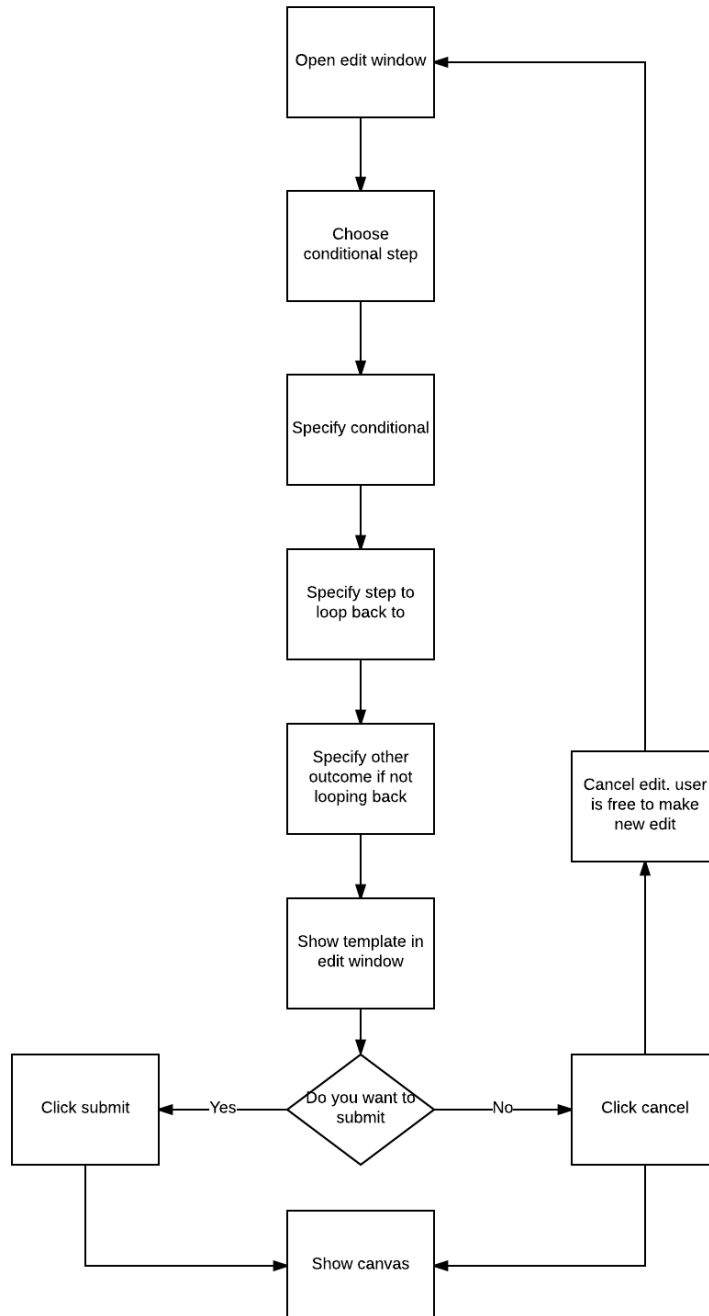 Open edit window
Choose
conditional step
Specify conditional
Specify step to
loop back to
Specify other
outcome if not
looping back
Cancel edit. user
is free to make
new edit
Show template in
edit window
Click submit
Yes
Do you want to
submit
No
Click cancel
Show canvas